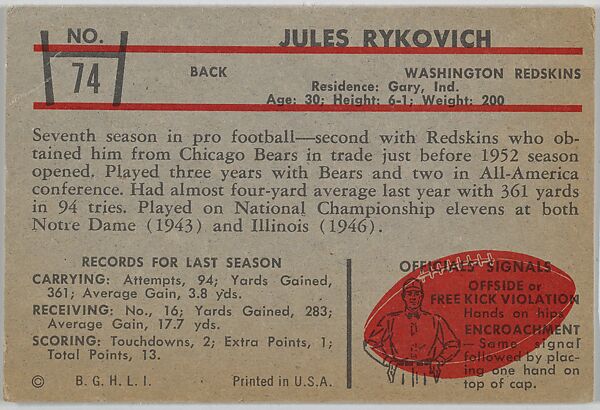 NO.
74
JULES RYKOVICH
BACK
WASHINGTON REDSKINS
Residence: Gary, Ind.
Age: 30; Height: 6-1; Weight: 200
Seventh season in pro football—second with Redskins who ob-
tained him from Chicago Bears in trade just before 1952 season
opened. Played three years with Bears and two in All-America
conference. Had almost four-yard average last year with 361 yards
in 94 tries. Played on National Championship elevens at both
Notre Dame (1943) and Illinois (1946).
RECORDS FOR LAST SEASON
CARRYING: Attempts, 94; Yards Gained,
361; Average Gain, 3.8 yds.
RECEIVING: No., 16; Yards Gained, 283;
Average Gain, 17.7 yds.
SCORING: Touchdowns, 2; Extra Points, 1;
Total Points, 13.
© B. G. H. L. I. Printed in U.S.A.
OFFICIALS SIGNALS
OFFSIDE or
FREE KICK VIOLATION
Hands on hips
ENCROACHMENT
—Same signal
followed by plac-
ing one hand on
top of cap.